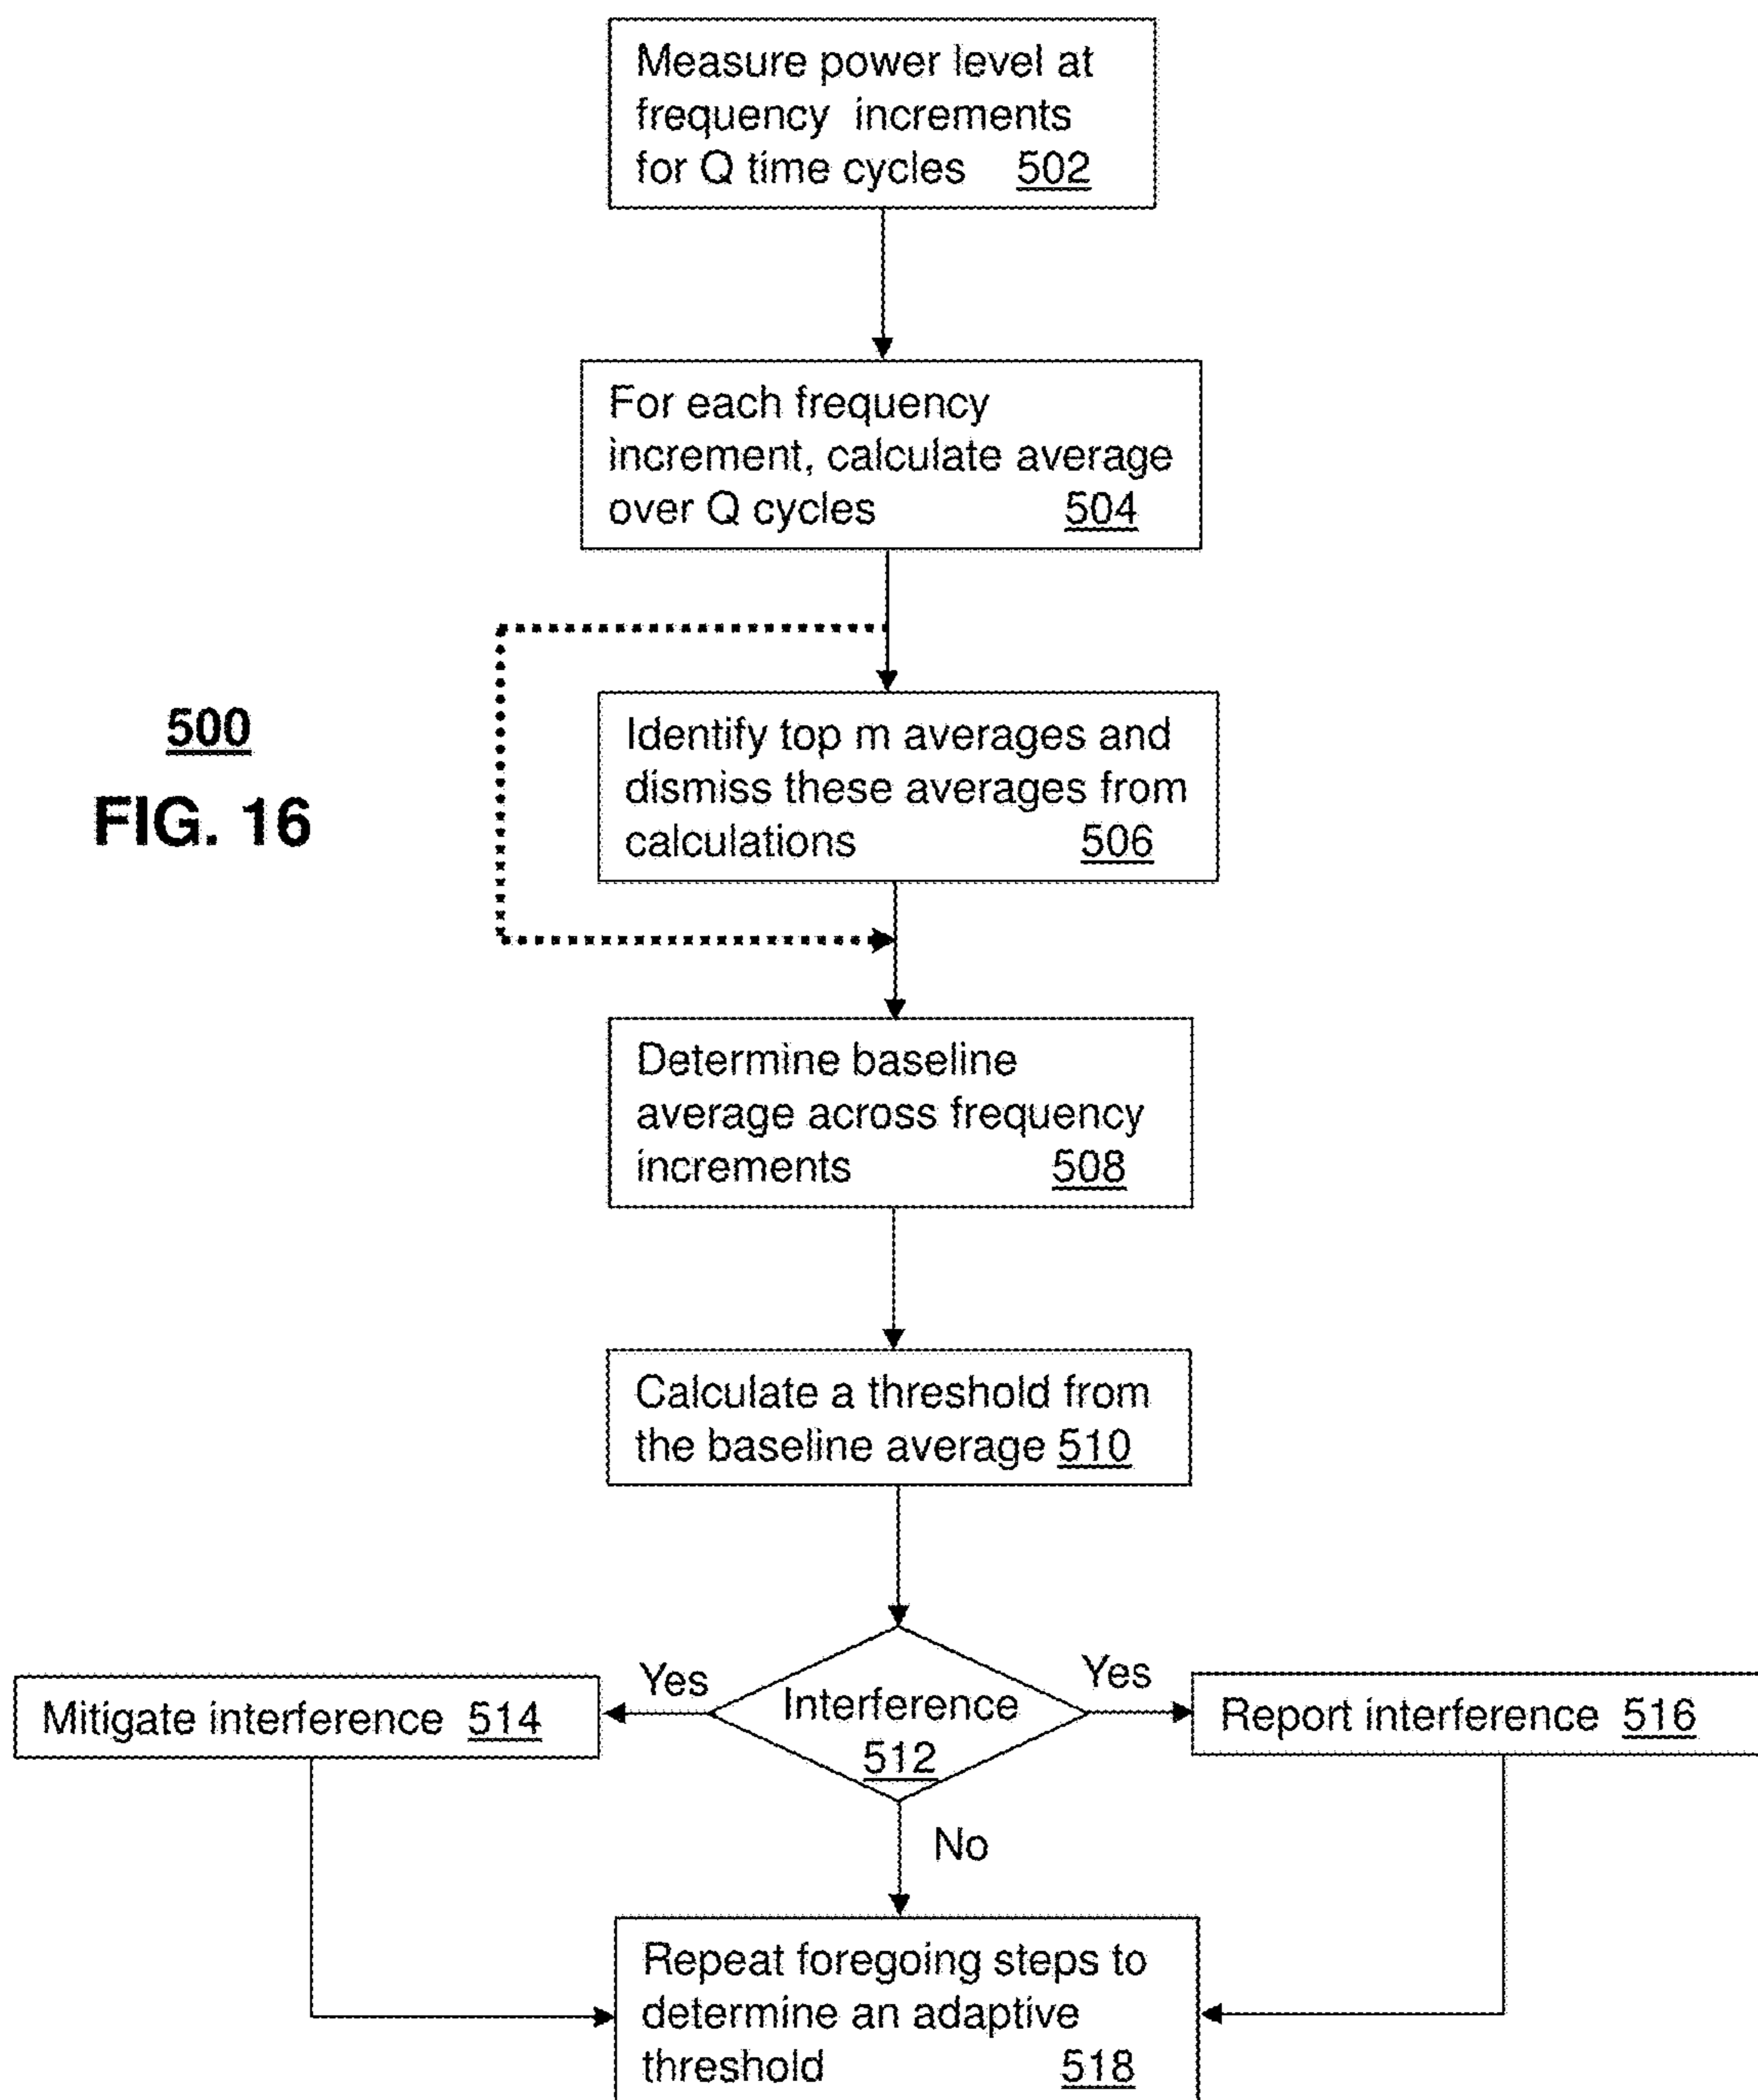 Measure power level at
frequency increments
for Q time cycles 502
For each frequency
increment, calculate average
over Q cycles 504
500
FIG. 16
Identify top m averages and
dismiss these averages from
calculations 506
Determine baseline
average across frequency
increments 508
Calculate a threshold from
the baseline average 510
Yes
Yes
Mitigate interference 514
Interference
512
Report interference 516
No
Repeat foregoing steps to
determine an adaptive
threshold 518